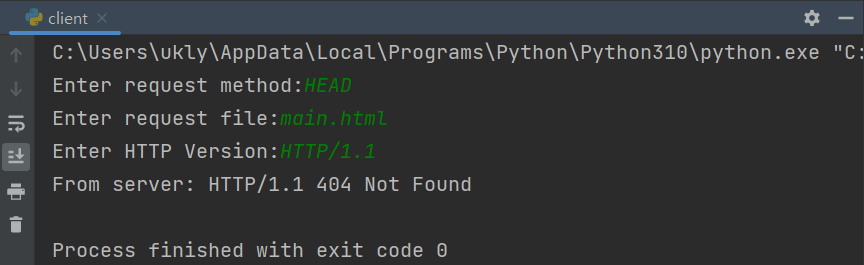 client
C:\Users\ukly\AppData\Local\Programs\Python\Python310\python.exe "C:
Enter request method:HEAD
Enter request file:main.html
Enter HTTP Version:HTTP/1.1
From server: HTTP/1.1 404 Not Found
Process finished with exit code 0